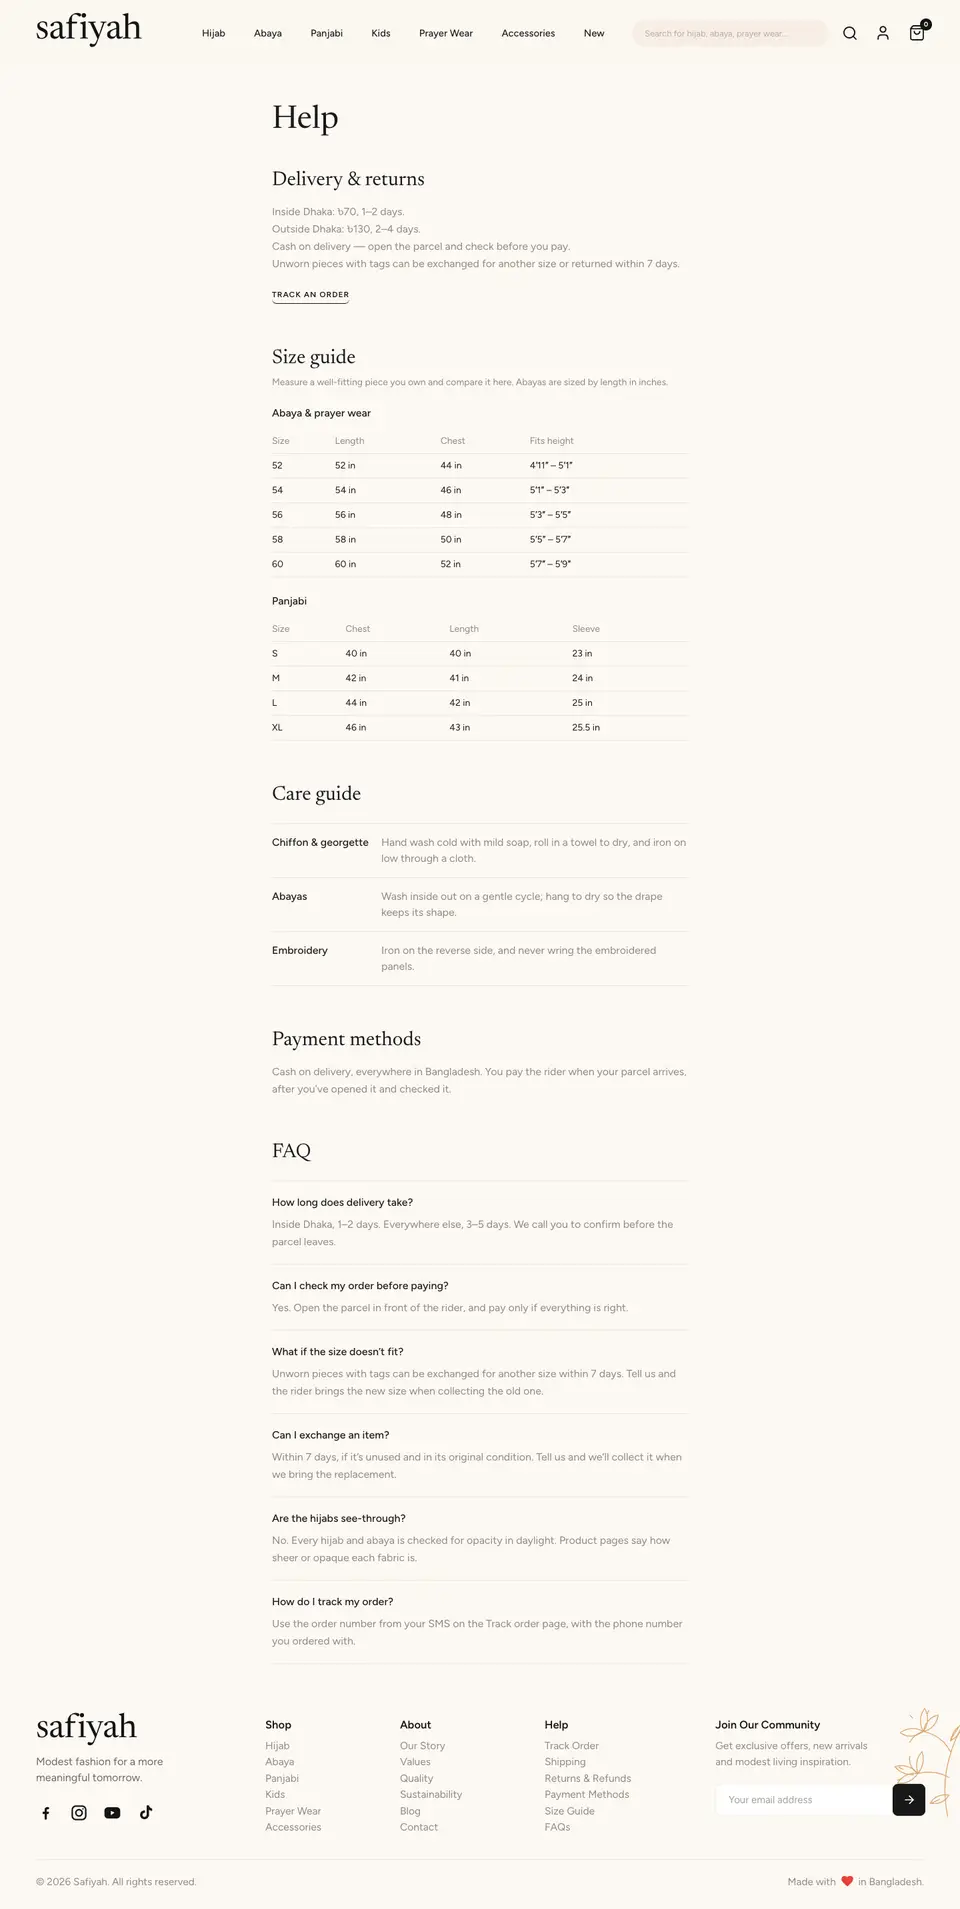 safiyah
Hijab Abaya Panjabi Kids Prayer Wear Accessories New
Search for hijab, abaya, prayer wear...
0
Help
Delivery & returns
Inside Dhaka: ৳70, 1–2 days.
Outside Dhaka: ৳130, 2–4 days.
Cash on delivery — open the parcel and check before you pay.
Unworn pieces with tags can be exchanged for another size or returned within 7 days.
TRACK AN ORDER
Size guide
Measure a well-fitting piece you own and compare it here. Abayas are sized by length in inches.
Abaya & prayer wear
Size Length Chest Fits height
52 52 in 44 in 4'11" – 5'1"
54 54 in 46 in 5'1" – 5'3"
56 56 in 48 in 5'3" – 5'5"
58 58 in 50 in 5'5" – 5'7"
60 60 in 52 in 5'7" – 5'9"
Panjabi
Size Chest Length Sleeve
S 40 in 40 in 23 in
M 42 in 41 in 24 in
L 44 in 42 in 25 in
XL 46 in 43 in 25.5 in
Care guide
Chiffon & georgette Hand wash cold with mild soap, roll in a towel to dry, and iron on
low through a cloth.
Abayas Wash inside out on a gentle cycle; hang to dry so the drape
keeps its shape.
Embroidery Iron on the reverse side, and never wring the embroidered
panels.
Payment methods
Cash on delivery, everywhere in Bangladesh. You pay the rider when your parcel arrives,
after you've opened it and checked it.
FAQ
How long does delivery take?
Inside Dhaka, 1–2 days. Everywhere else, 3–5 days. We call you to confirm before the
parcel leaves.
Can I check my order before paying?
Yes. Open the parcel in front of the rider, and pay only if everything is right.
What if the size doesn't fit?
Unworn pieces with tags can be exchanged for another size within 7 days. Tell us and
the rider brings the new size when collecting the old one.
Can I exchange an item?
Within 7 days, if it's unused and in its original condition. Tell us and we'll collect it when
we bring the replacement.
Are the hijabs see-through?
No. Every hijab and abaya is checked for opacity in daylight. Product pages say how
sheer or opaque each fabric is.
How do I track my order?
Use the order number from your SMS on the Track order page, with the phone number
you ordered with.
safiyah
Modest fashion for a more
meaningful tomorrow.
Shop
Hijab
Abaya
Panjabi
Kids
Prayer Wear
Accessories
About
Our Story
Values
Quality
Sustainability
Blog
Contact
Help
Track Order
Shipping
Returns & Refunds
Payment Methods
Size Guide
FAQs
Join Our Community
Get exclusive offers, new arrivals
and modest living inspiration.
Your email address
© 2026 Safiyah. All rights reserved.
Made with ❤️ in Bangladesh.